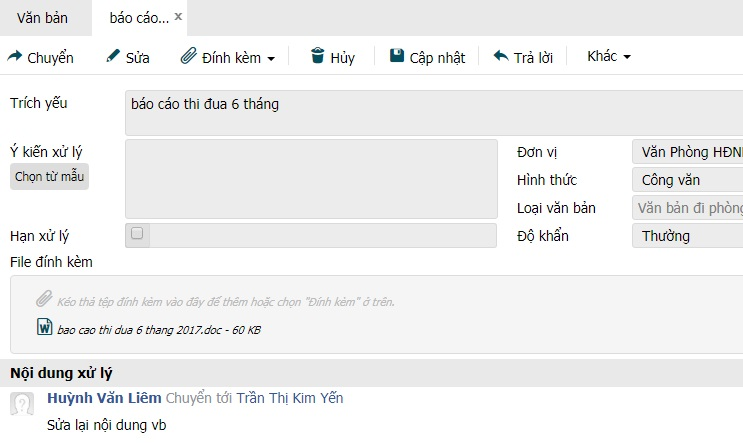 Văn bản
báo cáo... x
Chuyển Sửa Đính kèm Hủy Cập nhật Trả lời Khác
Trích yếu báo cáo thi đua 6 tháng
Ý kiến xử lý Đơn vị Văn Phòng HĐN
Chọn từ mẫu Hình thức Công văn
Loại văn bản Văn bản đi phòng
Hạn xử lý Độ khẩn Thường
File đính kèm
Kéo thả tệp đính kèm vào đây để thêm hoặc chọn "Đính kèm" ở trên.
bao cao thi dua 6 thang 2017.doc - 60 KB
Nội dung xử lý
Huỳnh Văn Liêm Chuyển tới Trần Thị Kim Yến
Sửa lại nội dung vb